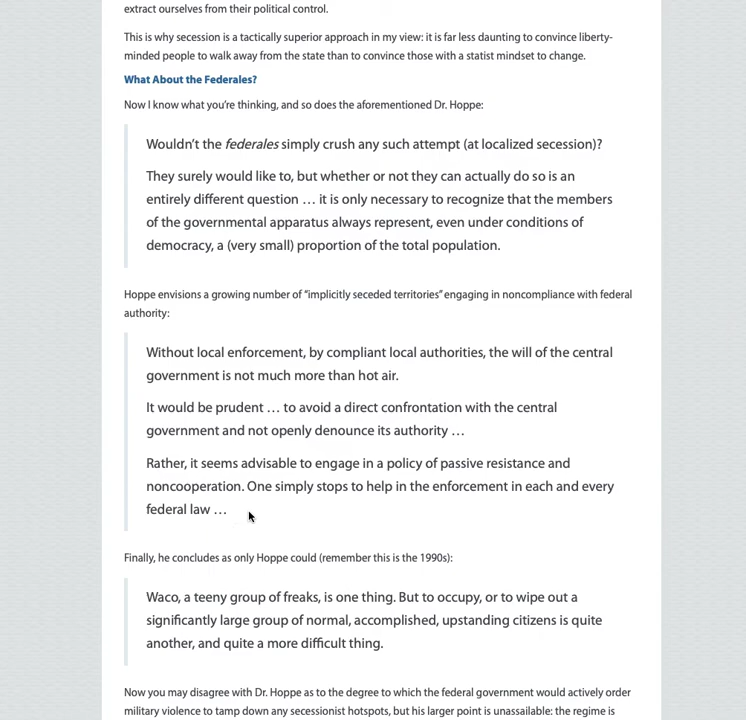 extract ourselves from their political control.
This is why secession is a tactically superior approach in my view: it is far less daunting to convince liberty-
minded people to walk away from the state than to convince those with a statist mindset to change.
What About the Federales?
Now I know what you’re thinking, and so does the aforementioned Dr. Hoppe:
Wouldn’t the federales simply crush any such attempt (at localized secession)?
They surely would like to, but whether or not they can actually do so is an
entirely different question … it is only necessary to recognize that the members
of the governmental apparatus always represent, even under conditions of
democracy, a (very small) proportion of the total population.
Hoppe envisions a growing number of “implicitly seceded territories” engaging in noncompliance with federal
authority:
Without local enforcement, by compliant local authorities, the will of the central
government is not much more than hot air.
It would be prudent … to avoid a direct confrontation with the central
government and not openly denounce its authority …
Rather, it seems advisable to engage in a policy of passive resistance and
noncooperation. One simply stops to help in the enforcement in each and every
federal law …
Finally, he concludes as only Hoppe could (remember this is the 1990s):
Waco, a teeny group of freaks, is one thing. But to occupy, or to wipe out a
significantly large group of normal, accomplished, upstanding citizens is quite
another, and quite a more difficult thing.
Now you may disagree with Dr. Hoppe as to the degree to which the federal government would actively order
military violence to tamp down any secessionist hotspots, but his larger point is unassailable: the regime is